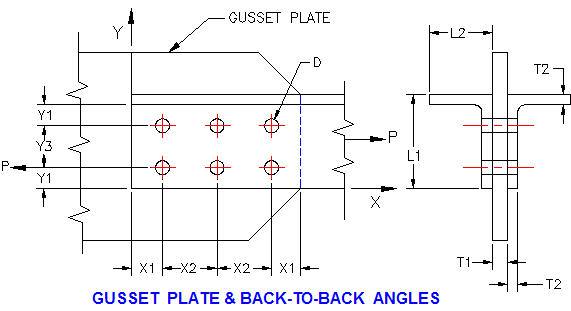 GUSSET PLATE
Y
D
L2
T2
Y1
Y3
Y1
P
P
L1
X
X1
X2
X2
X1
T1
T2
GUSSET PLATE & BACK-TO-BACK ANGLES